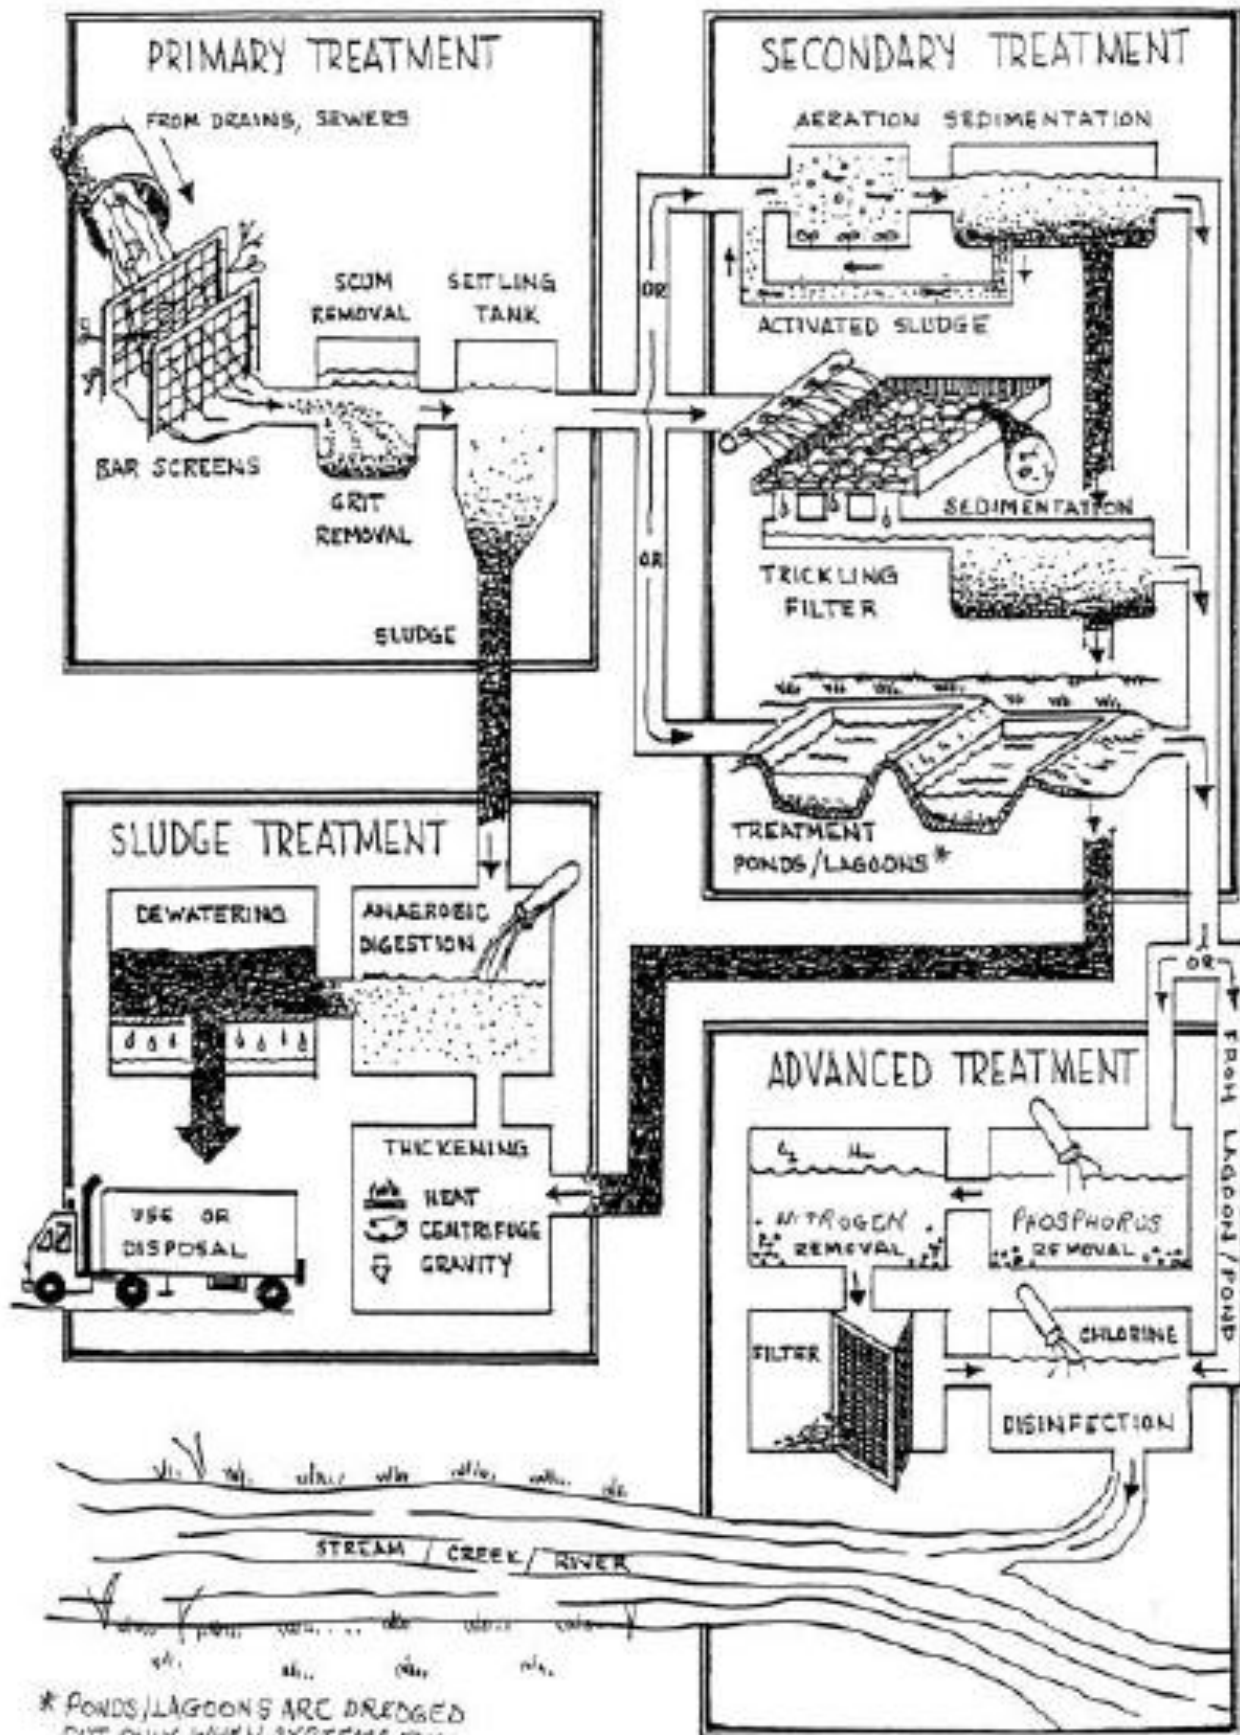 PRIMARY TREATMENT
FROM DRAINS, SEWERS
SCUM
REMOVAL
SETTLING
TANK
BAR SCREENS
GRIT
REMOVAL
SLUDGE
SECONDARY TREATMENT
AERATION SEDIMENTATION
OR
ACTIVATED SLUDGE
SEDIMENTATION
OR
TRICKLING
FILTER
TREATMENT
PONDS/LAGOONS*
SLUDGE TREATMENT
DEWATERING
ANAEROBIC
DIGESTION
THICKENING
HEAT
CENTRIFUGE
GRAVITY
USE OR
DISPOSAL
OR
FROM LAGOON/POND
ADVANCED TREATMENT
NITROGEN
REMOVAL
PHOSPHORUS
REMOVAL
FILTER
CHLORINE
DISINFECTION
STREAM / CREEK / RIVER
* PONDS/LAGOONS ARE DREDGED